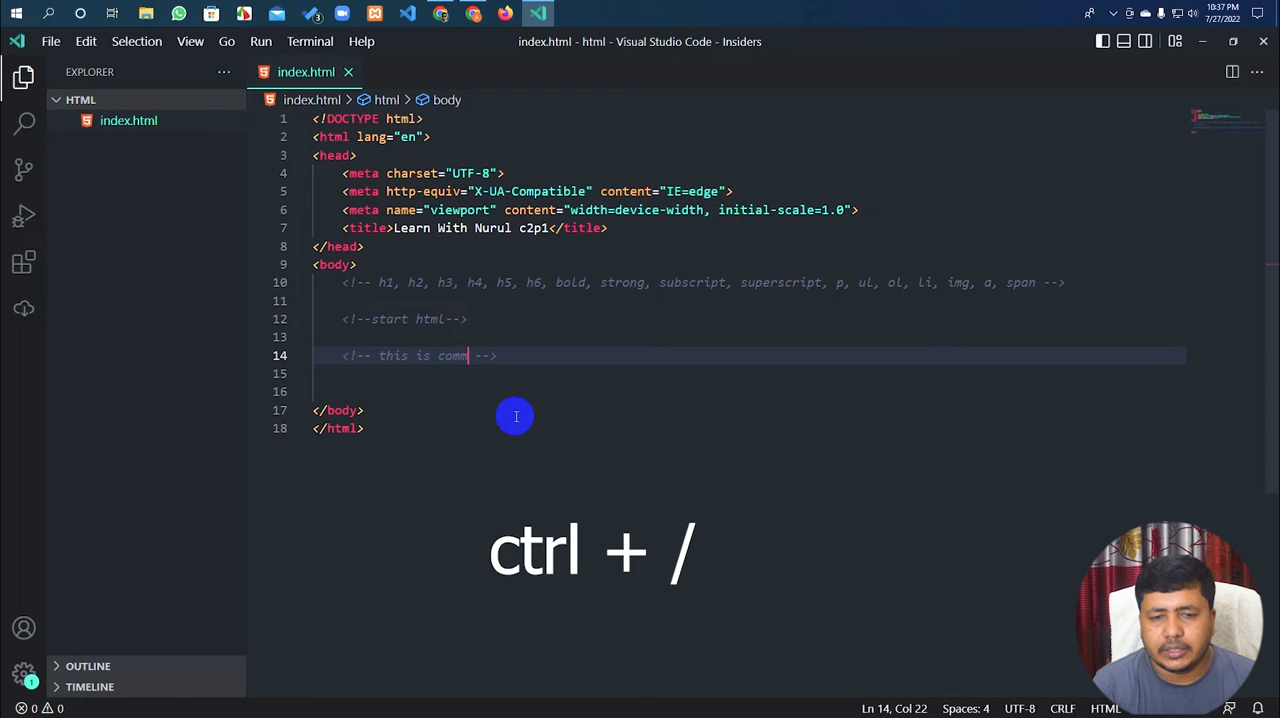 3
10:37 PM
7/27/2022
File Edit Selection View Go Run Terminal Help
index.html - html - Visual Studio Code - Insiders
EXPLORER ···
index.html
HTML
index.html
index.html > html > body
1 <!DOCTYPE html>
2 <html lang="en">
3 <head>
4 <meta charset="UTF-8">
5 <meta http-equiv="X-UA-Compatible" content="IE=edge">
6 <meta name="viewport" content="width=device-width, initial-scale=1.0">
7 <title>Learn With Nurul c2p1</title>
8 </head>
9 <body>
10 <!-- h1, h2, h3, h4, h5, h6, bold, strong, subscript, superscript, p, ul, ol, li, img, a, span -->
11
12 <!--start html-->
13
14 <!-- this is comm -->
15
16
17 </body>
18 </html>
ctrl + /
OUTLINE
1
TIMELINE
0 0
Ln 14, Col 22 Spaces: 4 UTF-8 CRLF HTML